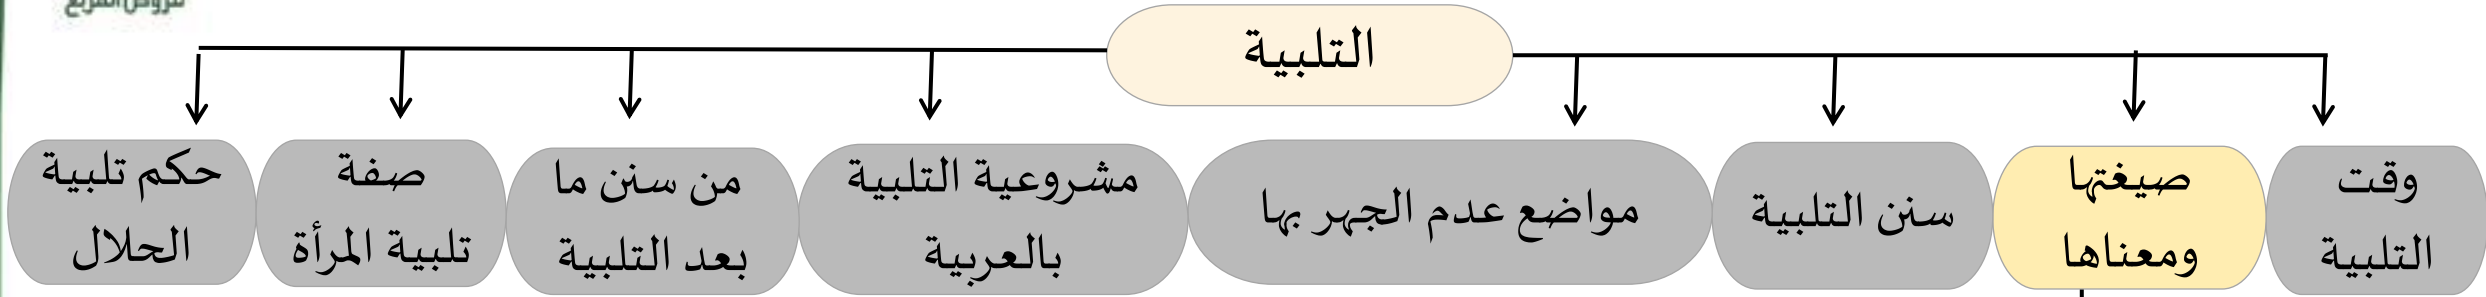 التلبية
وقت
التلبية
صيغتها
ومعناها
سنن التلبية
مواضع عدم الجهر بها
مشروعية التلبية
بالعربية
من سنن ما
بعد التلبية
صفة
تلبية المرأة
حكم تلبية
الحلال